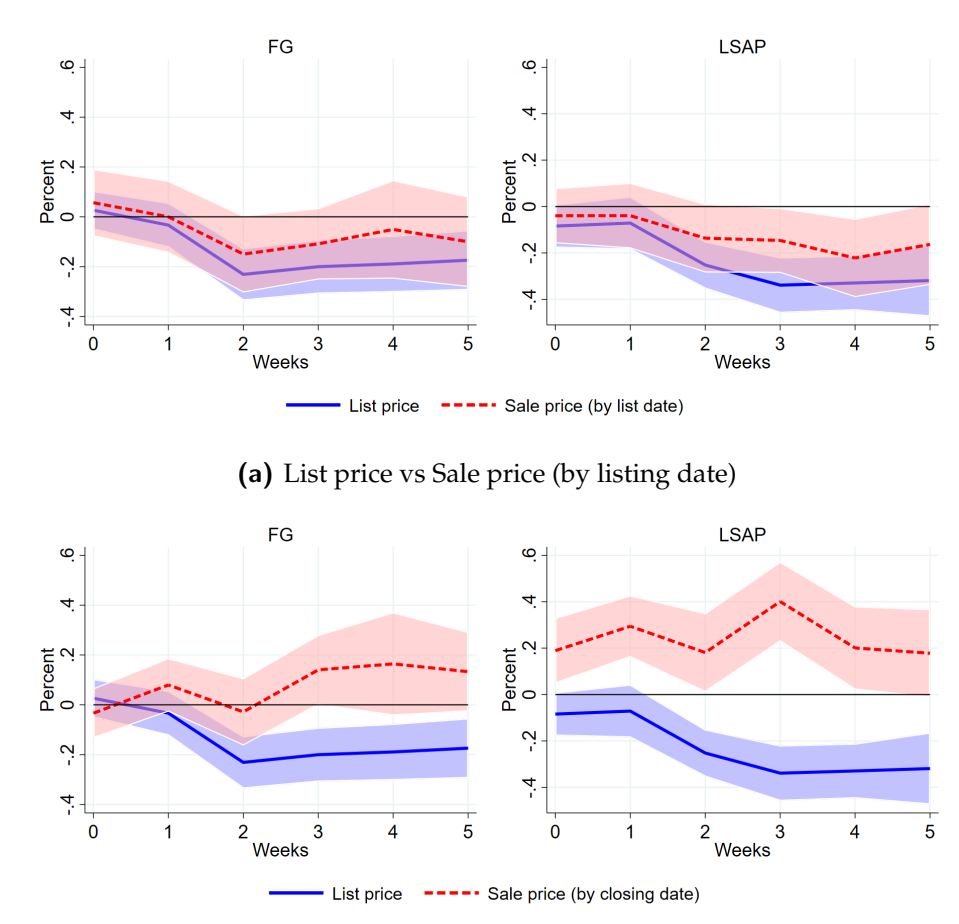 FG
LSAP
.6
.4
.2
0
-.2
-.4
Percent
0 1 2 3 4 5
Weeks
.6
.4
.2
0
-.2
-.4
Percent
0 1 2 3 4 5
Weeks
List price Sale price (by list date)
(a) List price vs Sale price (by listing date)
FG
LSAP
.6
.4
.2
0
-.2
-.4
Percent
0 1 2 3 4 5
Weeks
.6
.4
.2
0
-.2
-.4
Percent
0 1 2 3 4 5
Weeks
List price Sale price (by closing date)